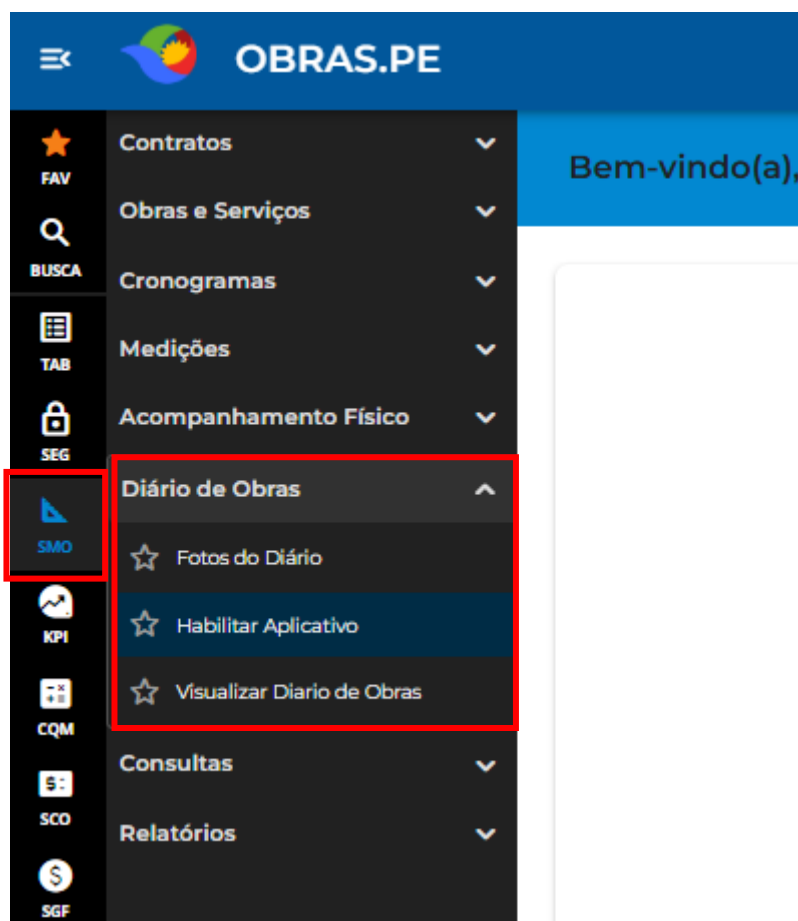 OBRAS.PE
Bem-vindo(a),
FAV
BUSCA
TAB
SEG
SMO
KPI
CQM
$:
SCO
$
SGF
Contratos
Obras e Serviços
Cronogramas
Medições
Acompanhamento Físico
Diário de Obras
Fotos do Diário
Habilitar Aplicativo
Visualizar Diario de Obras
Consultas
Relatórios